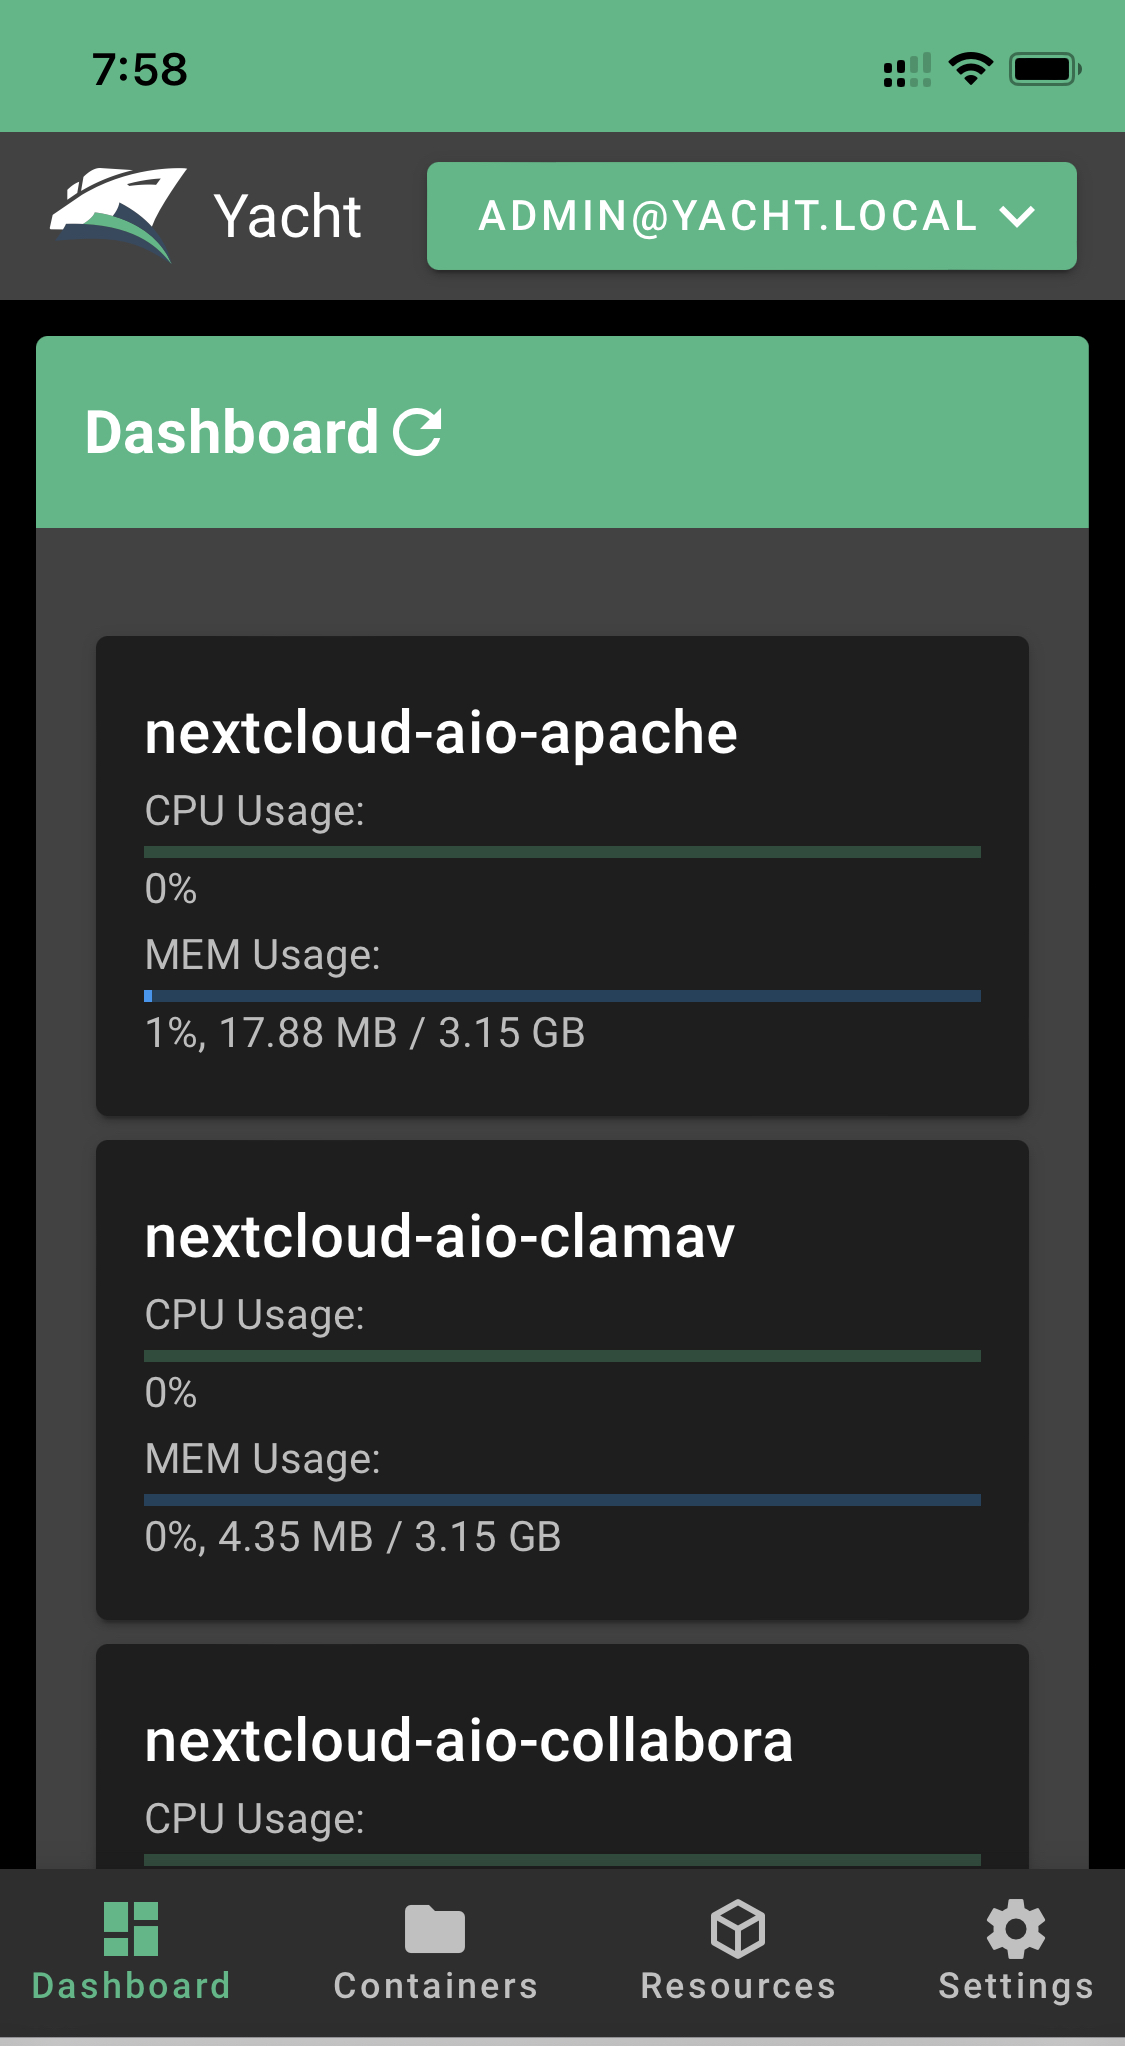 7:58
Yacht
ADMIN@YACHT.LOCAL
Dashboard
nextcloud-aio-apache
CPU Usage:
0%
MEM Usage:
1%, 17.88 MB / 3.15 GB
nextcloud-aio-clamav
CPU Usage:
0%
MEM Usage:
0%, 4.35 MB / 3.15 GB
nextcloud-aio-collabora
CPU Usage:
Dashboard Containers Resources Settings